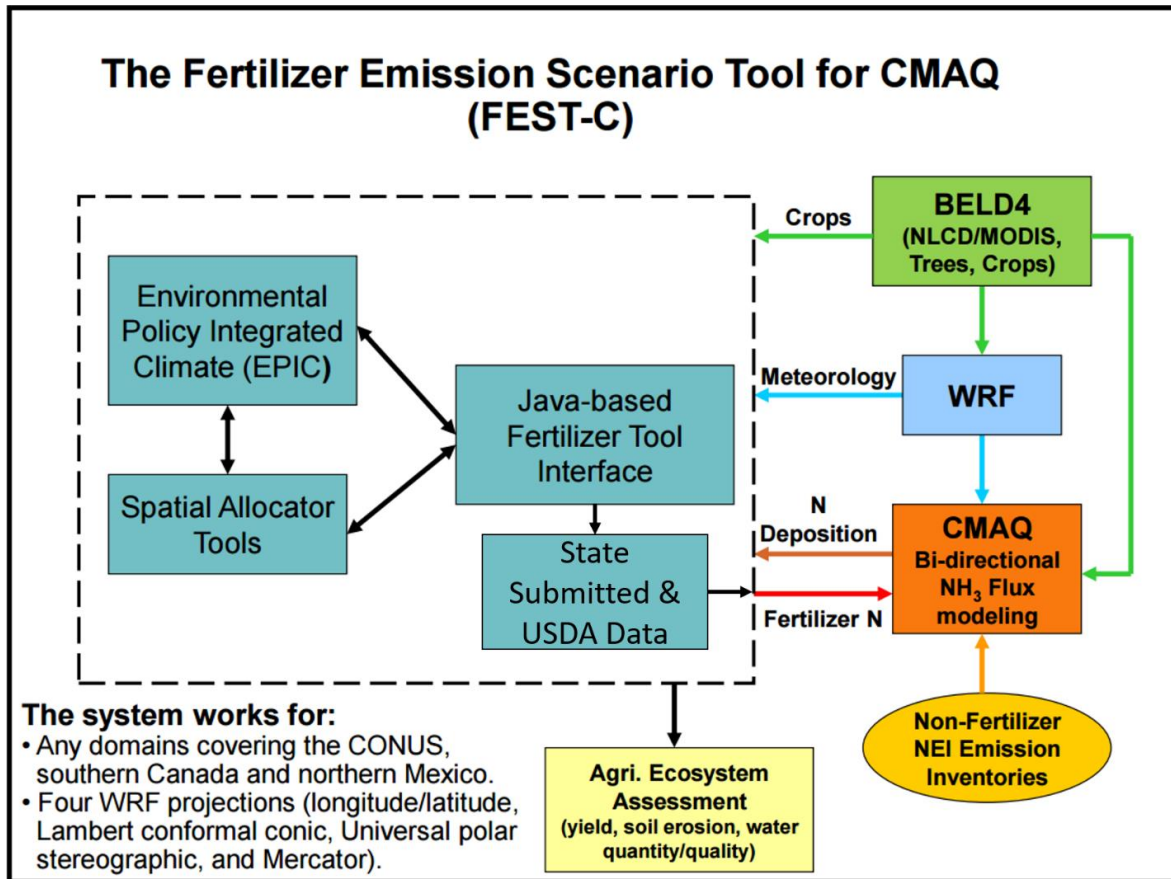 The Fertilizer Emission Scenario Tool for CMAQ
(FEST-C)
Environmental
Policy Integrated
Climate (EPIC)
Spatial Allocator
Tools
Java-based
Fertilizer Tool
Interface
State
Submitted &
USDA Data
Crops
Meteorology
N
Deposition
Fertilizer N
BELD4
(NLCD/MODIS,
Trees, Crops)
WRF
CMAQ
Bi-directional
NH₃ Flux
modeling
Non-Fertilizer
NEI Emission
Inventories
Agri. Ecosystem
Assessment
(yield, soil erosion, water
quantity/quality)
The system works for:
• Any domains covering the CONUS,
southern Canada and northern Mexico.
• Four WRF projections (longitude/latitude,
Lambert conformal conic, Universal polar
stereographic, and Mercator).